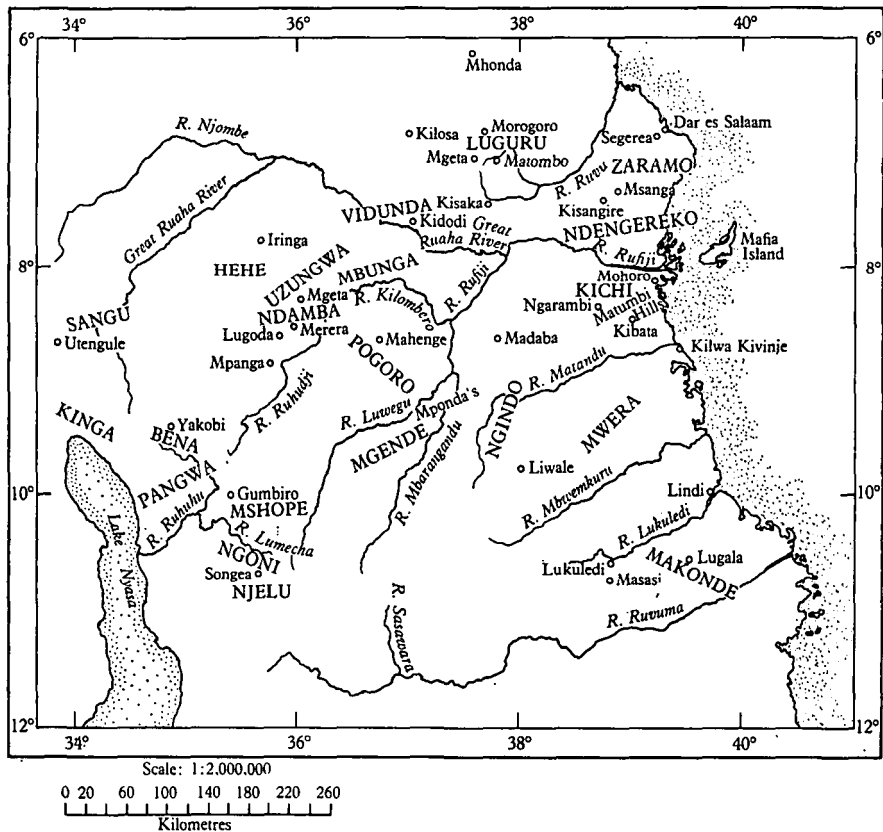 34° 36° 38° 40°
6° 6°
Mhonda
R. Njombe
Kilosa
Morogoro
LUGURU
Mgeta
Matombo
Dar es Salaam
Segerea
ZARAMO
R. Ruvu
Msanga
Kisangire
Great Ruaha River
Kisaka
VIDUNDA
Kidodi
Great
Ruaha River
NDENGEREKO
Iringa
R. Rufiji
Mafia
Island
8° 8°
HEHE
UZUNGWA
MBUNGA
Mgeta
R. Kilombero
R. Rufiji
Mohoro
KICHI
Ngarambi
Matumbi
Hills
Kibata
SANGU
Utengule
NDAMBA
Lugoda
Merera
Mahenge
Madaba
Kilwa Kivinje
Mpanga
POGORO
R. Ruhudji
R. Matandu
KINGA
R. Luwegu
Mponda's
NGINDO
MWERA
Yakobi
BENA
MGENDE
R. Mbarangandu
Liwale
PANGWA
10° 10°
Gumbiro
MSHOPE
R. Ruhuhu
R.
Lumecha
Lindi
R. Mbwemkuru
R. Lukuledi
Lake
Nyasa
NGONI
Songea
NJELU
Lukuledi
Masasi
MAKONDE
Lugala
R. Sasawara
R. Ruvuma
12° 12°
34° 36° 38° 40°
Scale: 1:2.000.000
0 20 60 100 140 180 220 260
Kilometres